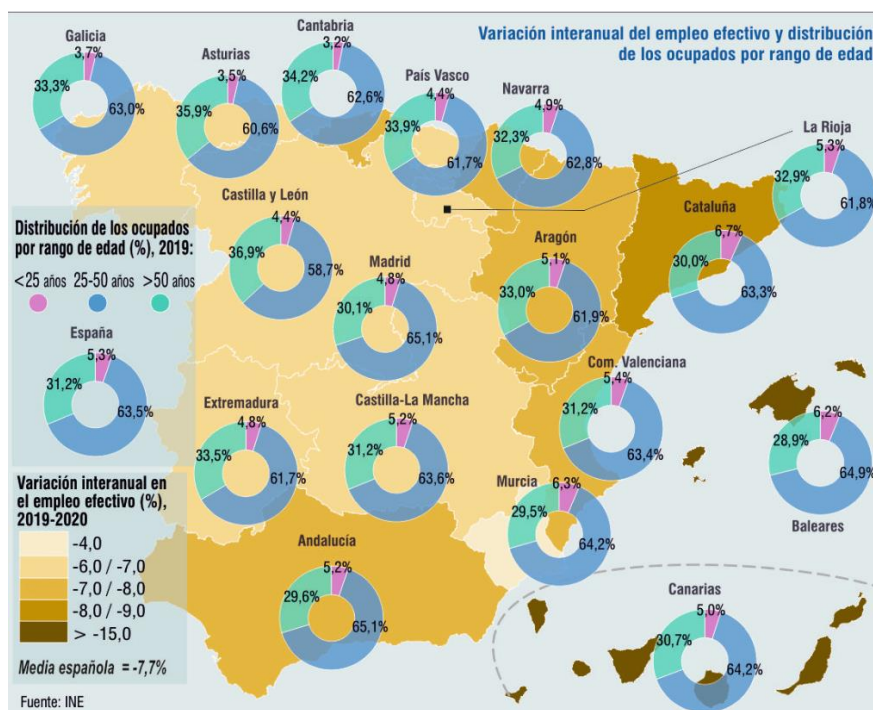 Variación interanual del empleo efectivo y distribución
de los ocupados por rango de edad
Galicia
3,7%
33,3%
63,0%
Asturias
3,5%
35,9%
60,6%
Cantabria
3,2%
34,2%
62,6%
País Vasco
4,4%
33,9%
61,7%
Navarra
4,9%
32,3%
62,8%
La Rioja
5,3%
32,9%
61,8%
Castilla y León
4,4%
36,9%
58,7%
Madrid
4,8%
30,1%
65,1%
Aragón
5,1%
33,0%
61,9%
Cataluña
6,7%
30,0%
63,3%
Distribución de los ocupados
por rango de edad (%), 2019:
<25 años 25-50 años >50 años
España
5,3%
31,2%
63,5%
Extremadura
4,8%
33,5%
61,7%
Castilla-La Mancha
5,2%
31,2%
63,6%
Com. Valenciana
5,4%
31,2%
63,4%
6,2%
28,9%
64,9%
Baleares
Murcia
6,3%
29,5%
64,2%
Andalucía
5,2%
29,6%
65,1%
Canarias
5,0%
30,7%
64,2%
Variación interanual en
el empleo efectivo (%),
2019-2020
-4,0
-6,0 / -7,0
-7,0 / -8,0
-8,0 / -9,0
> -15,0
Media española = -7,7%
Fuente: INE